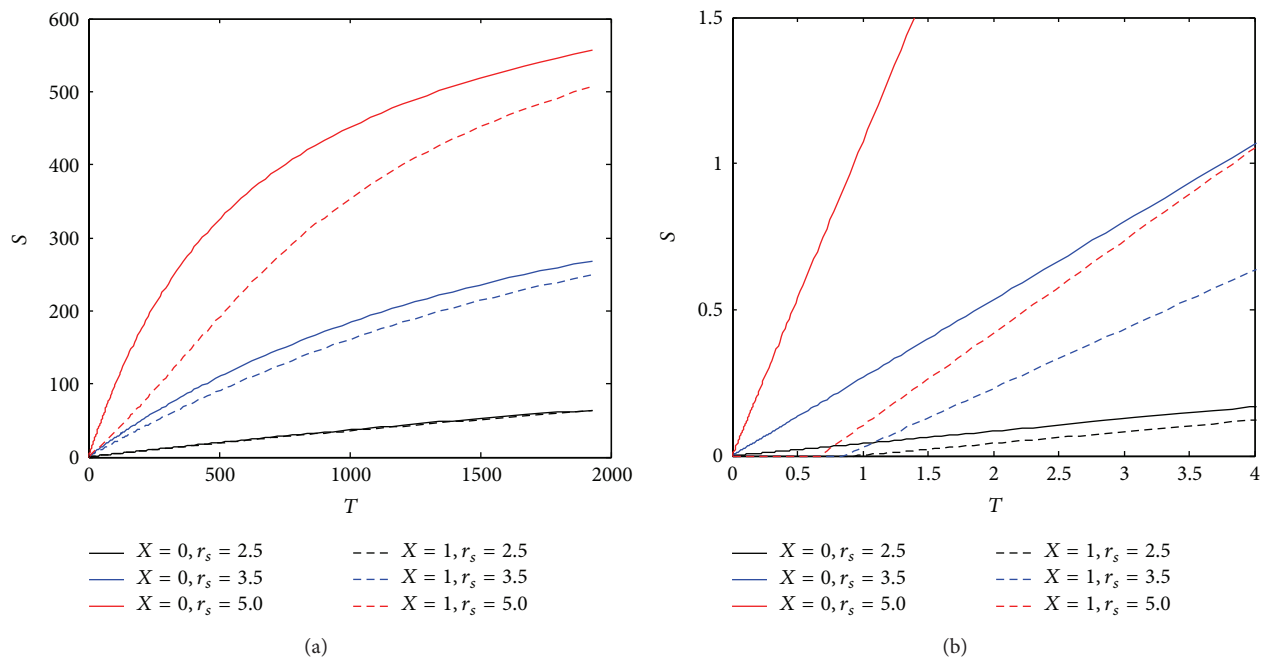 600
500
400
300
200
100
0
S
0
500
1000
1500
2000
T
X = 0, r_s = 2.5
X = 0, r_s = 3.5
X = 0, r_s = 5.0
X = 1, r_s = 2.5
X = 1, r_s = 3.5
X = 1, r_s = 5.0
(a)
1.5
1
0.5
0
S
0
0.5
1
1.5
2
2.5
3
3.5
4
T
X = 0, r_s = 2.5
X = 0, r_s = 3.5
X = 0, r_s = 5.0
X = 1, r_s = 2.5
X = 1, r_s = 3.5
X = 1, r_s = 5.0
(b)